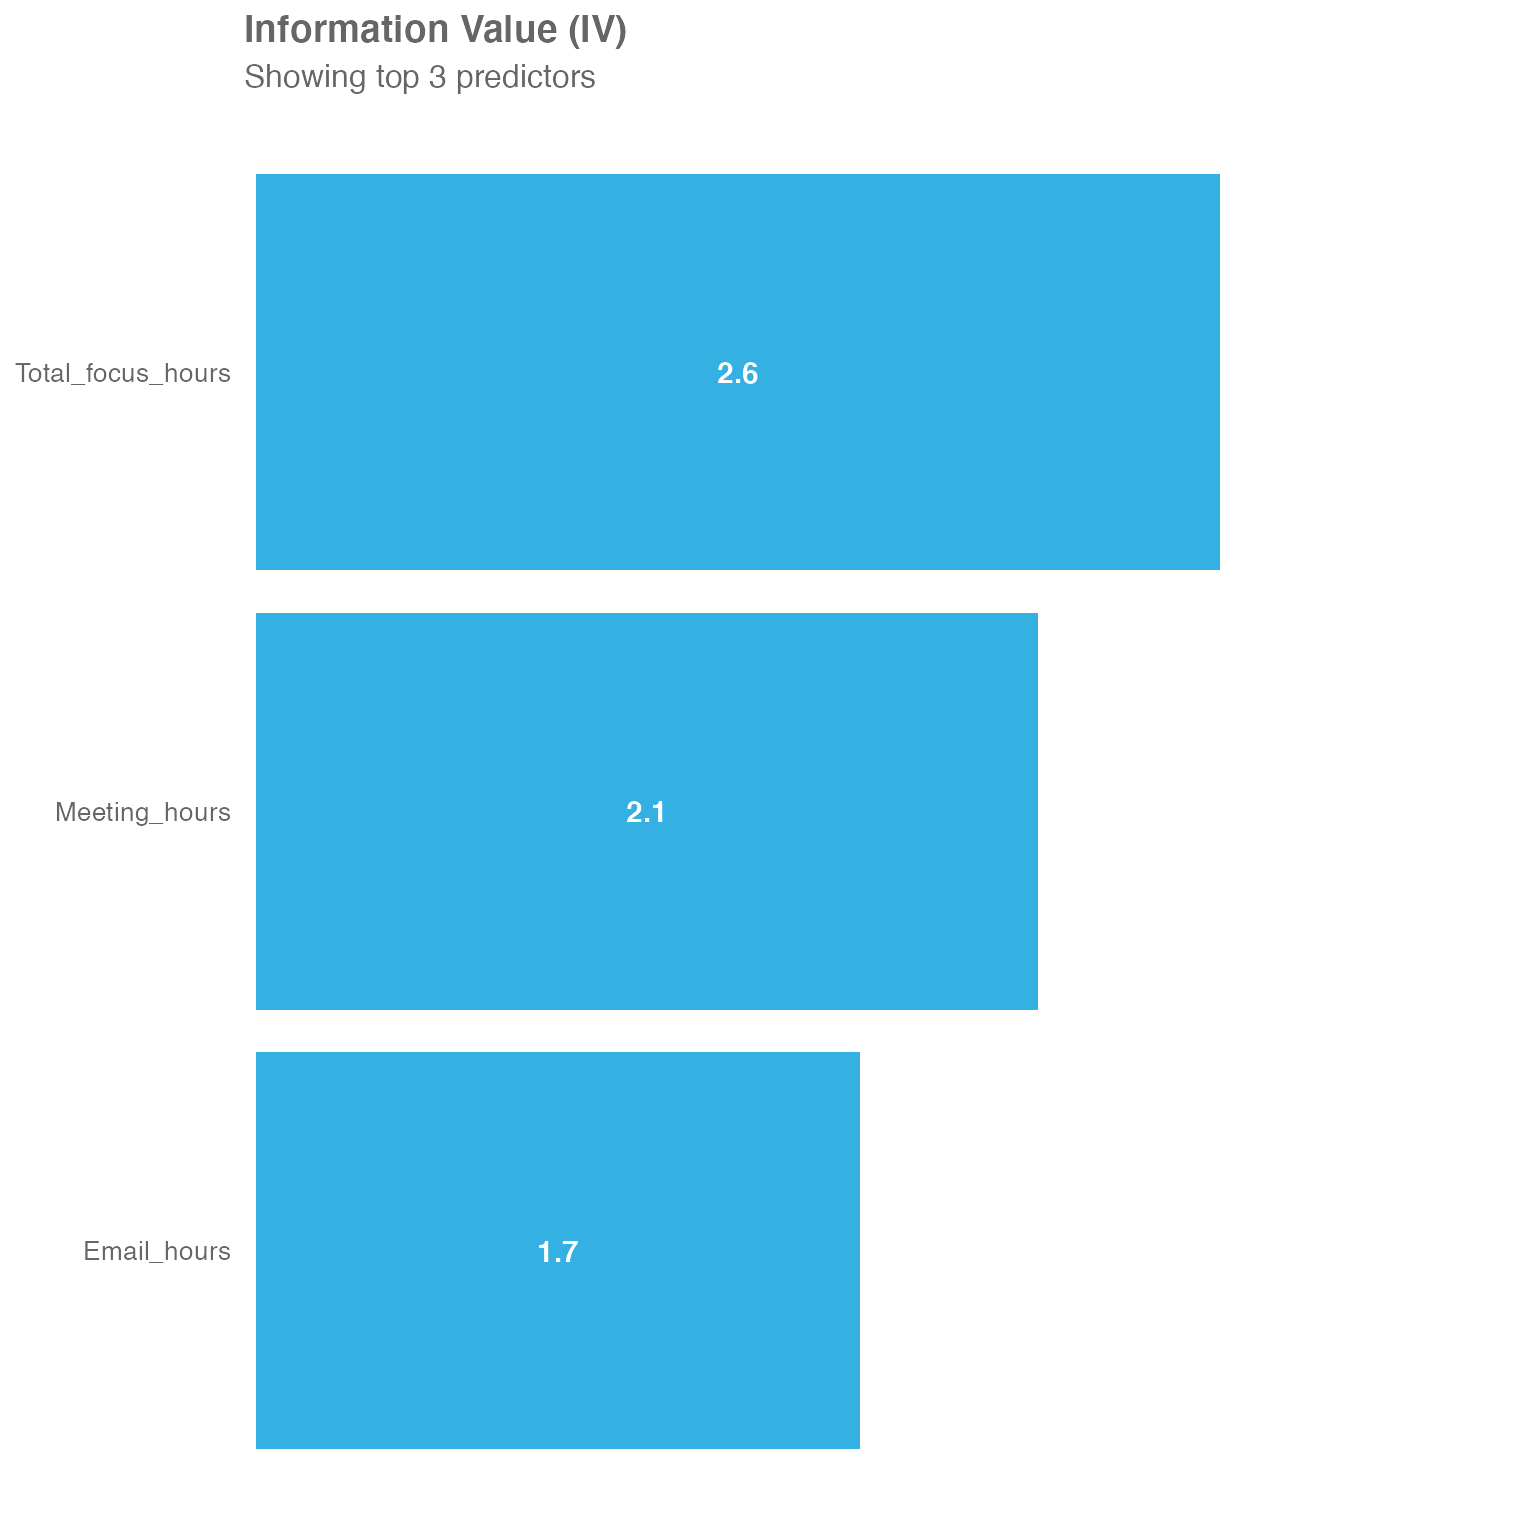 Information Value (IV)
Showing top 3 predictors
Total_focus_hours
2.6
Meeting_hours
2.1
Email_hours
1.7